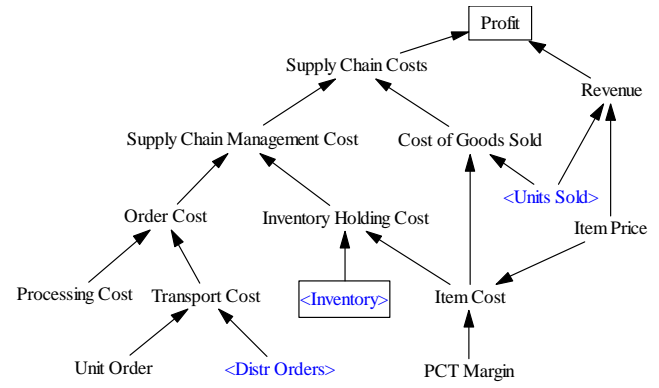 Profit
Supply Chain Costs
Revenue
Supply Chain Management Cost
Cost of Goods Sold
<Units Sold>
Order Cost
Inventory Holding Cost
Item Price
Processing Cost
Transport Cost
<Inventory>
Item Cost
Unit Order
<Distr Orders>
PCT Margin